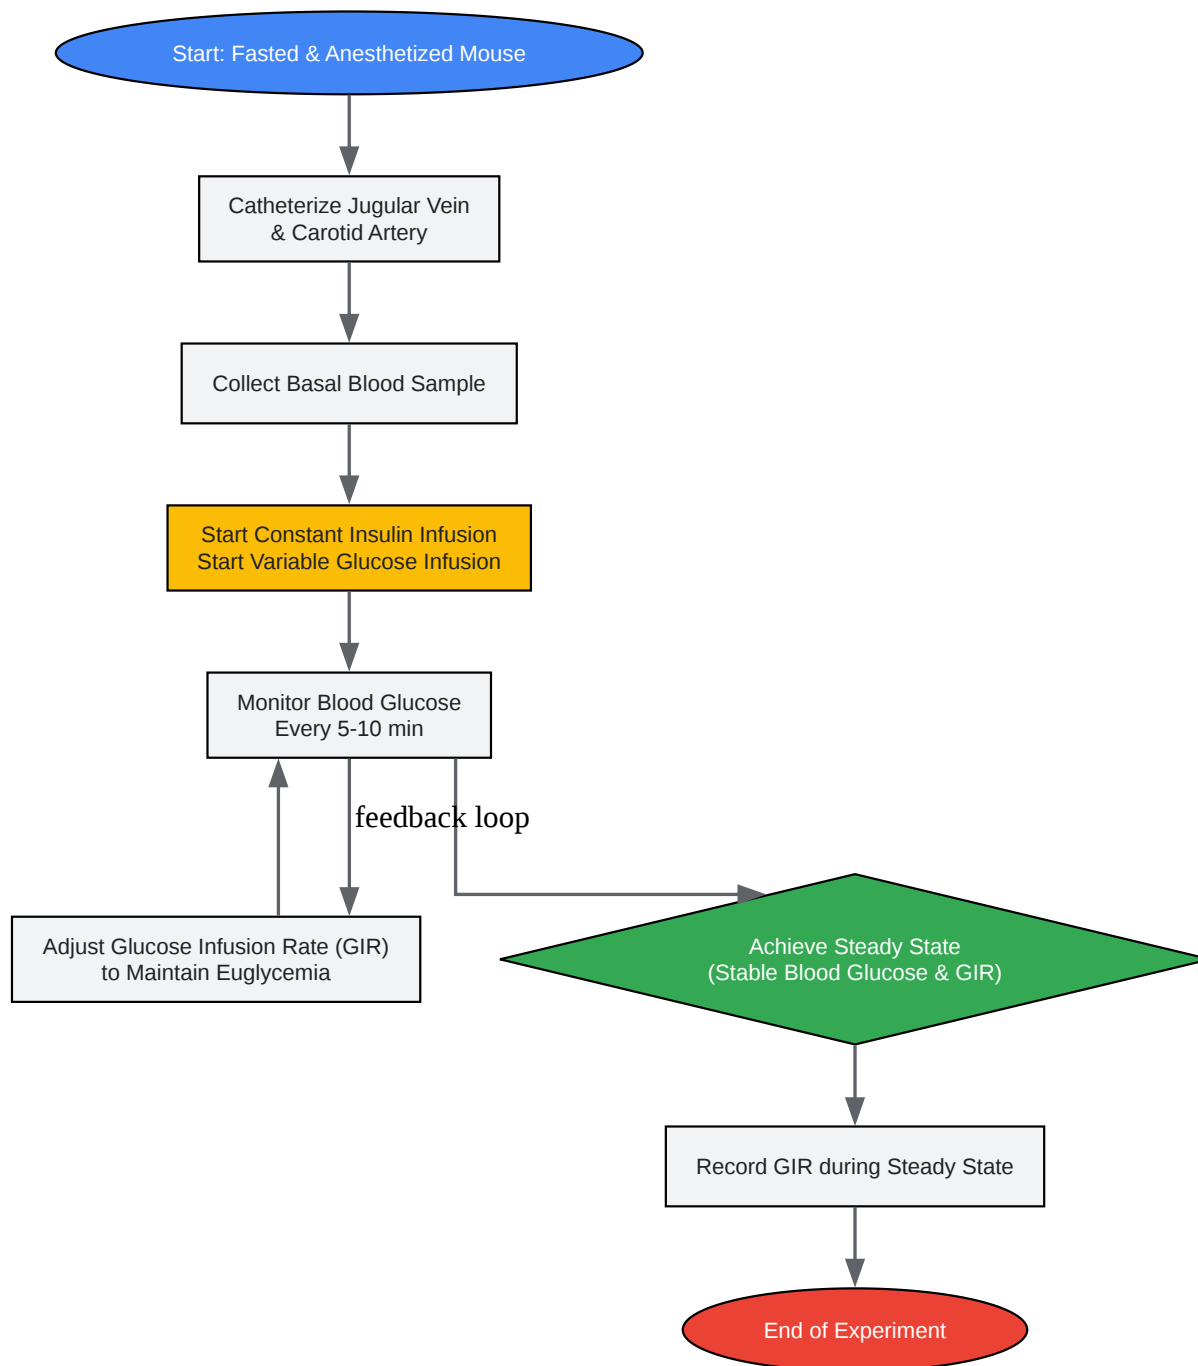 Start: Fasted & Anesthetized Mouse
Catheterize Jugular Vein
& Carotid Artery
Collect Basal Blood Sample
Start Constant Insulin Infusion
Start Variable Glucose Infusion
Monitor Blood Glucose
Every 5-10 min
feedback loop
Adjust Glucose Infusion Rate (GIR)
to Maintain Euglycemia
Achieve Steady State
(Stable Blood Glucose & GIR)
Record GIR during Steady State
End of Experiment